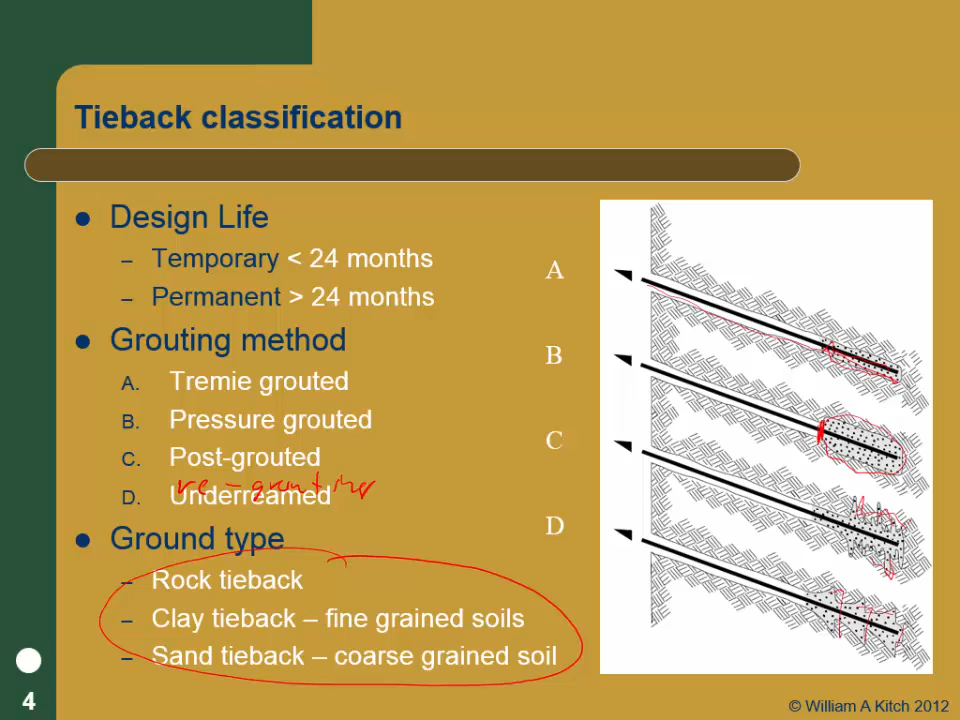 Tieback classification
Design Life
– Temporary < 24 months
– Permanent > 24 months
Grouting method
A. Tremie grouted
B. Pressure grouted
C. Post-grouted
re-grouting
D. Underreamed
Ground type
– Rock tieback
– Clay tieback – fine grained soils
– Sand tieback – coarse grained soil
A
B
C
D
4
© William A Kitch 2012